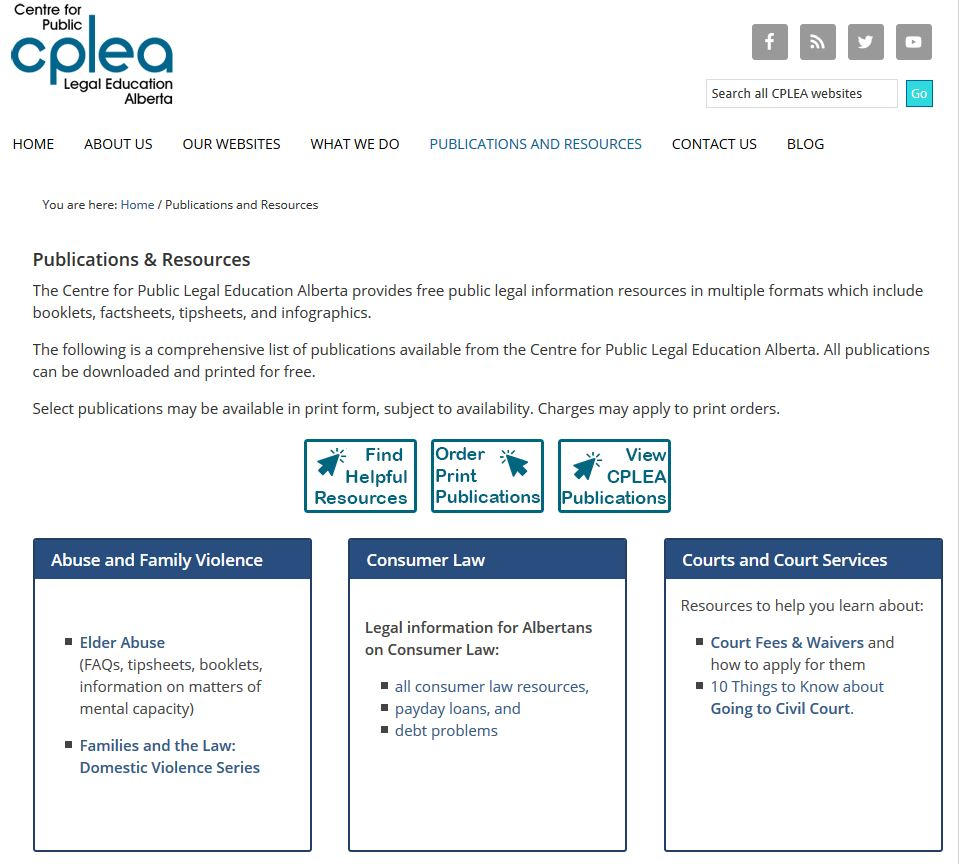 Centre for
Public
cplea
Legal Education
Alberta
Search all CPLEA websites
Go
HOME
ABOUT US
OUR WEBSITES
WHAT WE DO
PUBLICATIONS AND RESOURCES
CONTACT US
BLOG
You are here: Home / Publications and Resources
Publications & Resources
The Centre for Public Legal Education Alberta provides free public legal information resources in multiple formats which include
booklets, factsheets, tipsheets, and infographics.
The following is a comprehensive list of publications available from the Centre for Public Legal Education Alberta. All publications
can be downloaded and printed for free.
Select publications may be available in print form, subject to availability. Charges may apply to print orders.
Find
Helpful
Resources
Order
Print
Publications
View
CPLEA
Publications
Abuse and Family Violence
Elder Abuse
(FAQs, tipsheets, booklets,
information on matters of
mental capacity)
Families and the Law:
Domestic Violence Series
Consumer Law
Legal information for Albertans
on Consumer Law:
all consumer law resources,
payday loans, and
debt problems
Courts and Court Services
Resources to help you learn about:
Court Fees & Waivers and
how to apply for them
10 Things to Know about
Going to Civil Court.